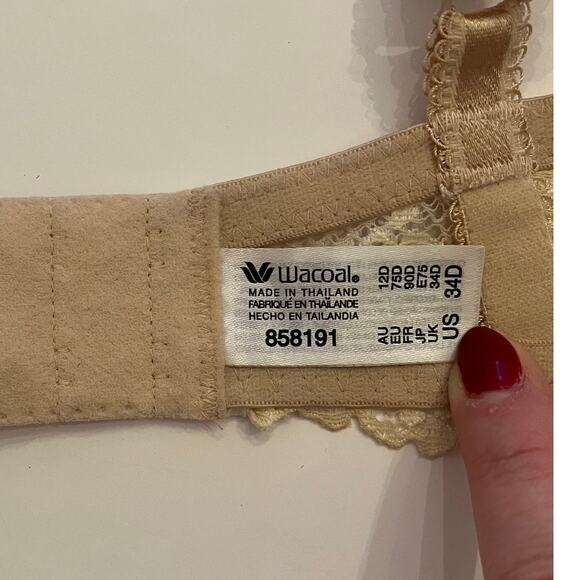 Wacoal®
MADE IN THAILAND
FABRIQUÉ EN THAÏLANDE
HECHO EN TAILANDIA
858191
AU 12D
EU 75D
FR 90D
JP E75
UK 34D
US 34D